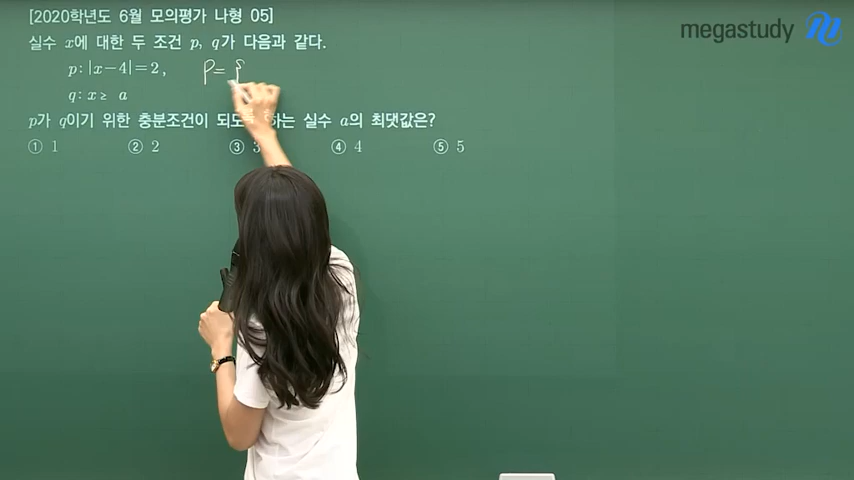 [2020학년도 6월 모의평가 나형 05]
megastudy
실수 x에 대한 두 조건 p, q가 다음과 같다.
p: |x-4|=2, P= {
q: x≥ a
p가 q이기 위한 충분조건이 하는 실수 a의 최댓값은?
① 1 ② 2 ③ 3 ④ 4 ⑤ 5